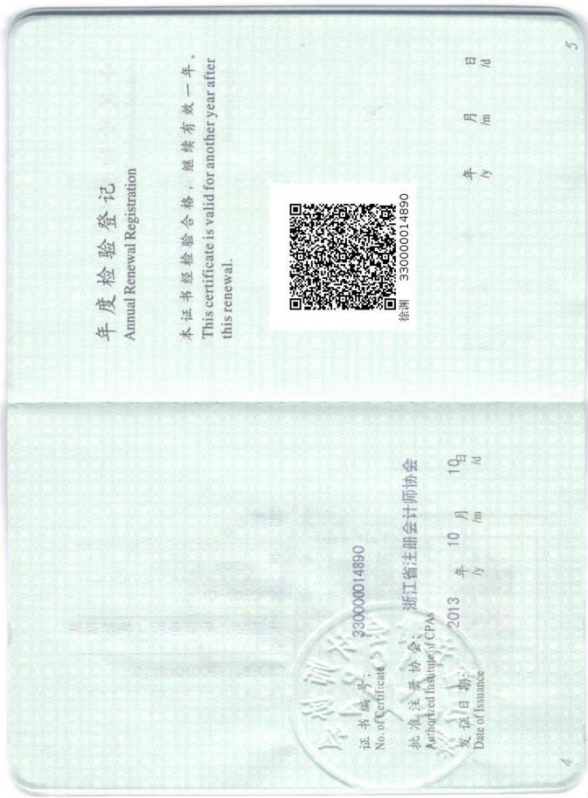 证书编号：
No. of Certificate
330000014890
批准注册协会：
Authorized Institute of CPAs
浙江省注册会计师协会
发证日期：
Date of Issuance
2013 年 10 月 10 日
/y /m /d
4
年度检验登记
Annual Renewal Registration
本证书经检验合格，继续有效一年。
This certificate is valid for another year after
this renewal.
徐渊 330000014890
年 月 日
/y /m /d
5